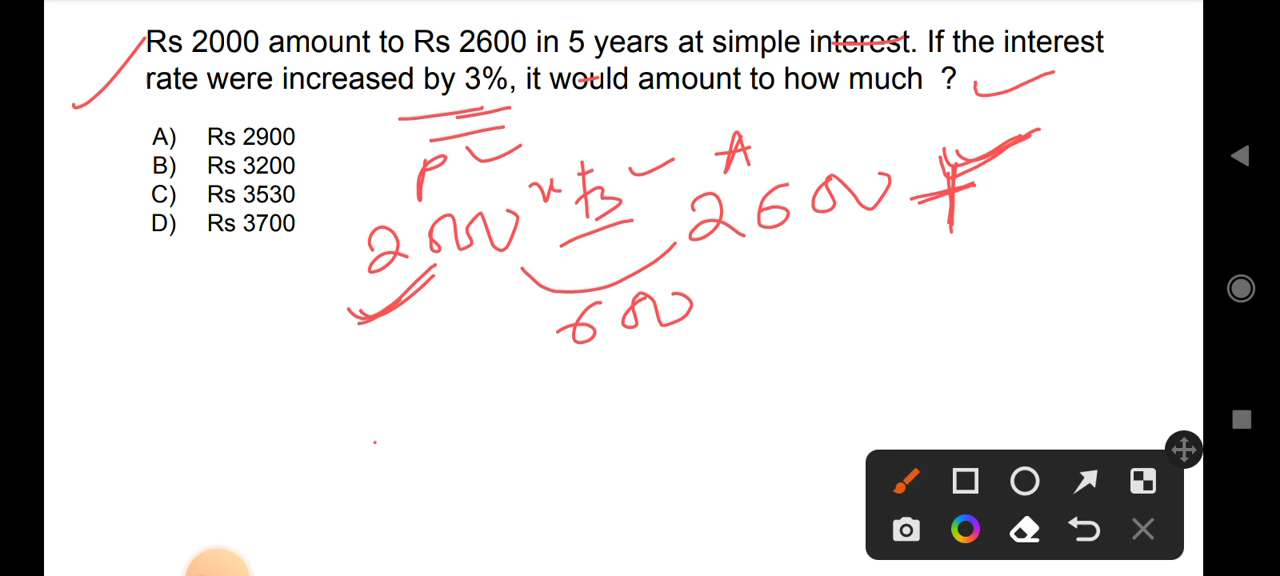 Rs 2000 amount to Rs 2600 in 5 years at simple interest. If the interest
rate were increased by 3%, it would amount to how much ?
A) Rs 2900
B) Rs 3200
C) Rs 3530
D) Rs 3700
P A
2000 2600
600